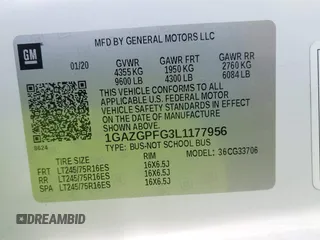 GM
MFD BY GENERAL MOTORS LLC
01/20
GVWR GAWR FRT GAWR RR
4355 KG 1950 KG 2760 KG
9600 LB 4300 LB 6084 LB
THIS VEHICLE CONFORMS TO ALL
APPLICABLE U.S. FEDERAL MOTOR
VEHICLE SAFETY STANDARDS IN EFFECT
ON THE DATE OF MANUFACTURE
SHOWN ABOVE.
1GAZGPFG3L1177956
TYPE: BUS-NOT SCHOOL BUS
TIRE SIZE RIM MODEL: 36CG33706
FRT LT245/75R16ES 16X6.5J
RR LT245/75R16ES 16X6.5J
SPA LT245/75R16ES 16X6.5J
DREAMBID